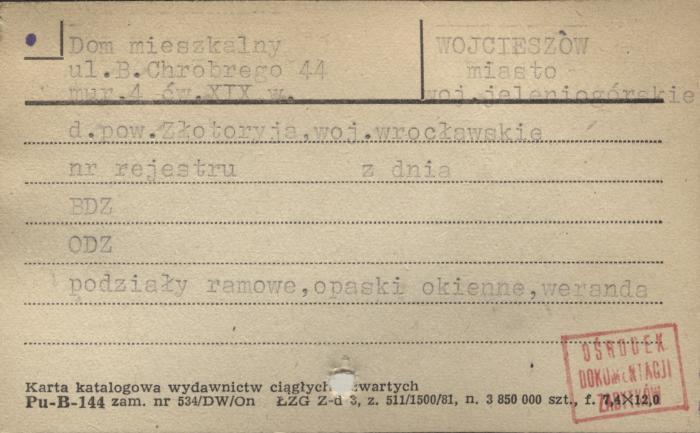 Dom mieszkalny
ul.B.Chrobrego 44
mur.4 ćw.XIX w.
WOJCIESZÓW
miasto
woj.jeleniogórskie
d.pow.Złotoryja,woj.wrocławskie
nr rejestru z dnia
BDZ
ODZ
podziały ramowe,opaski okienne,weranda
OŚRODEK
DOKUMENTACJI
ZABYTKÓW
Karta katalogowa wydawnictw ciągłych i zwartych
Pu-B-144 zam. nr 534/DW/On ŁZG Z-d 3, z. 511/1500/81, n. 3 850 000 szt., f. 7,4×12,0